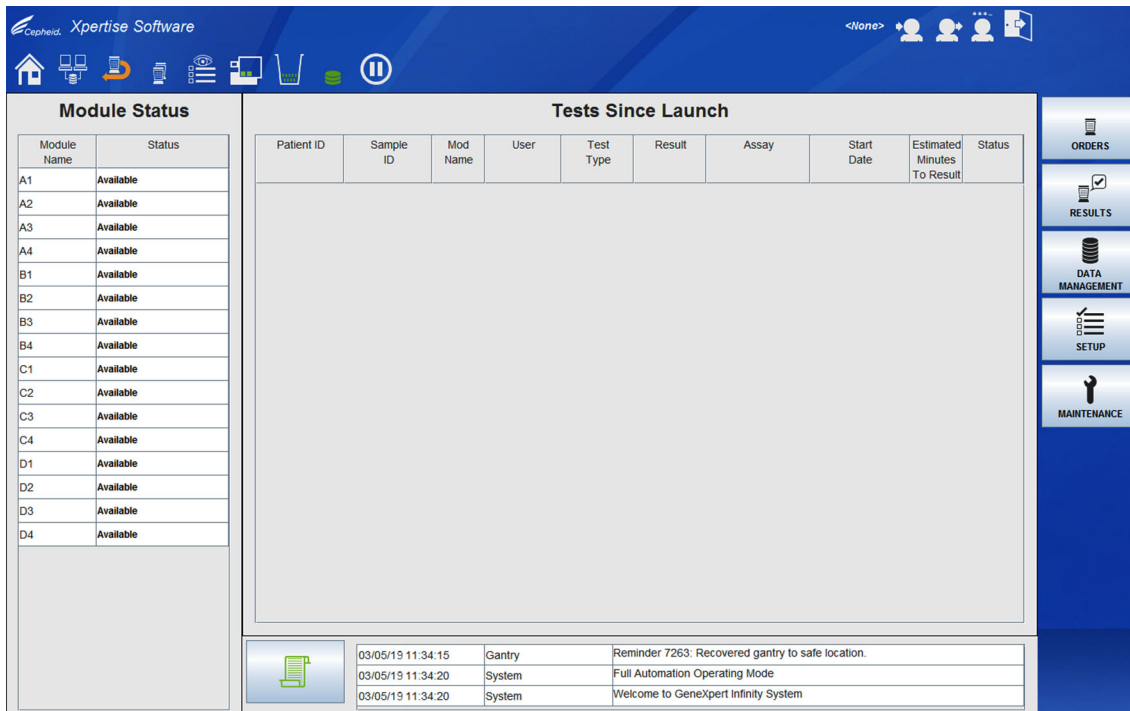 Cepheid. Xpertise Software
<None>
Module Status
Module Name Status
A1 Available
A2 Available
A3 Available
A4 Available
B1 Available
B2 Available
B3 Available
B4 Available
C1 Available
C2 Available
C3 Available
C4 Available
D1 Available
D2 Available
D3 Available
D4 Available
Tests Since Launch
Patient ID Sample ID Mod Name User Test Type Result Assay Start Date Estimated Minutes To Result Status
03/05/19 11:34:15 Gantry Reminder 7263: Recovered gantry to safe location.
03/05/19 11:34:20 System Full Automation Operating Mode
03/05/19 11:34:20 System Welcome to GeneXpert Infinity System
ORDERS
RESULTS
DATA
MANAGEMENT
SETUP
MAINTENANCE